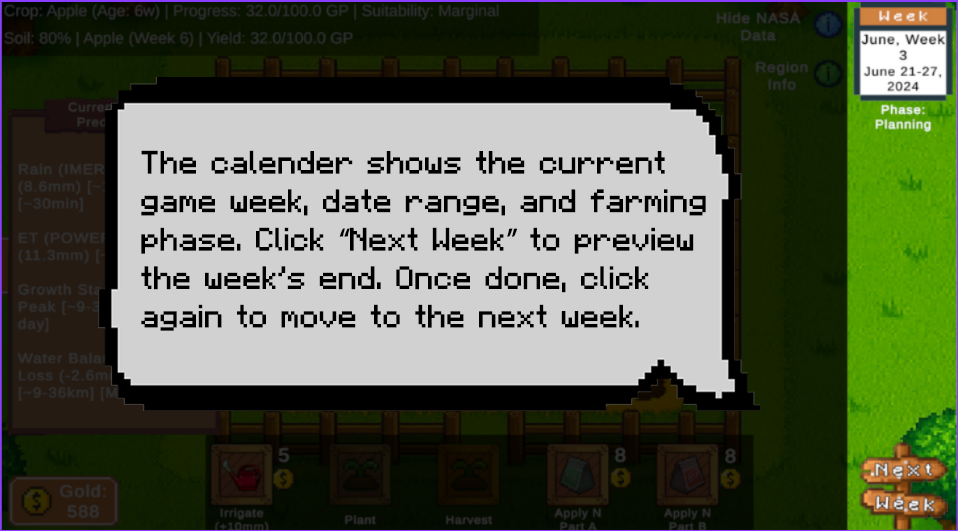 Crop: Apple (Age: 6w) | Progress: 32.0/100.0 GP | Suitability: Marginal
Soil: 80% | Apple (Week 6) | Yield: 32.0/100.0 GP
Hide NASA
Data
i
Region
Info
i
Week
June, Week
3
June 21-27,
2024
Phase:
Planning
Curre
Pred
Rain (IMER
(8.6mm) [~
[~30min]
ET (POWE
(11.3mm) [~
Growth Sta
Peak [~9-3
day]
Water Bala
Loss (-2.6m
[~9-36km] [M
The calender shows the current
game week, date range, and farming
phase. Click "Next Week" to preview
the week's end. Once done, click
again to move to the next week.
Gold:
588
5
Irrigate
(+10mm)
Plant
Harvest
8
Apply N
Part A
8
Apply N
Part B
Next
Week